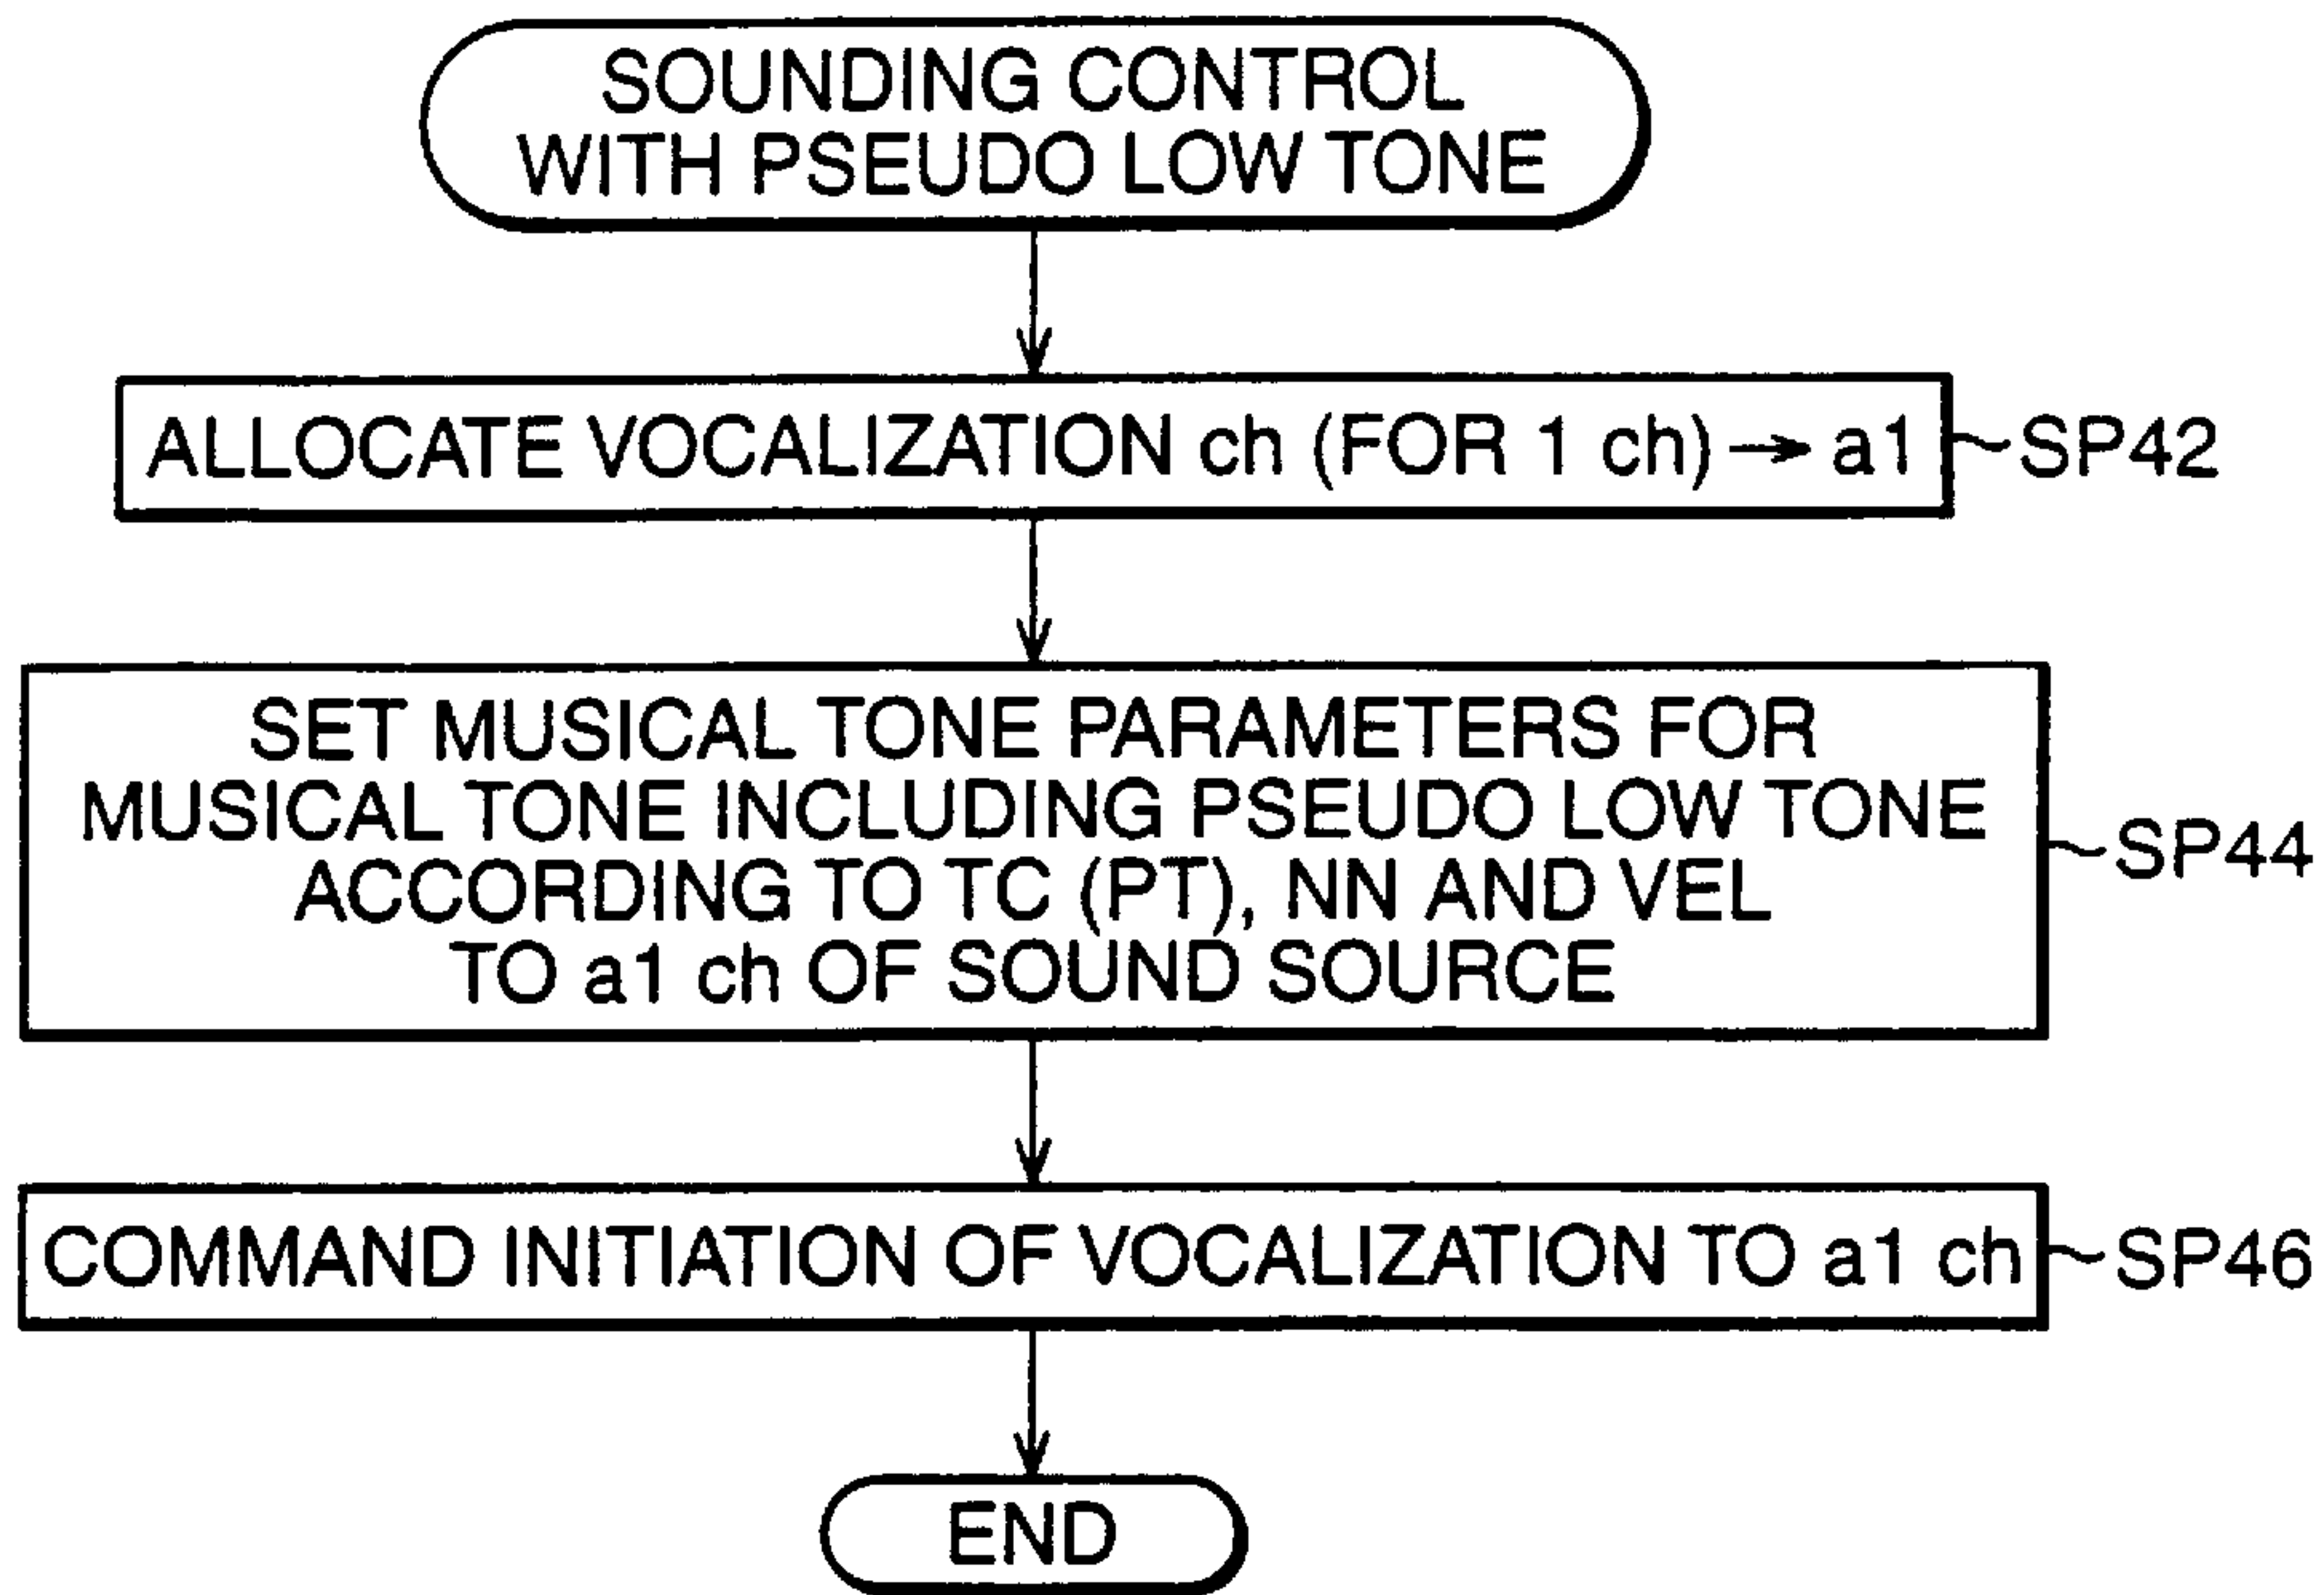 SOUNDING CONTROL
WITH PSEUDO LOW TONE
ALLOCATE VOCALIZATION ch (FOR 1 ch) → a1
SP42
SET MUSICAL TONE PARAMETERS FOR
MUSICAL TONE INCLUDING PSEUDO LOW TONE
ACCORDING TO TC (PT), NN AND VEL
TO a1 ch OF SOUND SOURCE
SP44
COMMAND INITIATION OF VOCALIZATION TO a1 ch
SP46
END